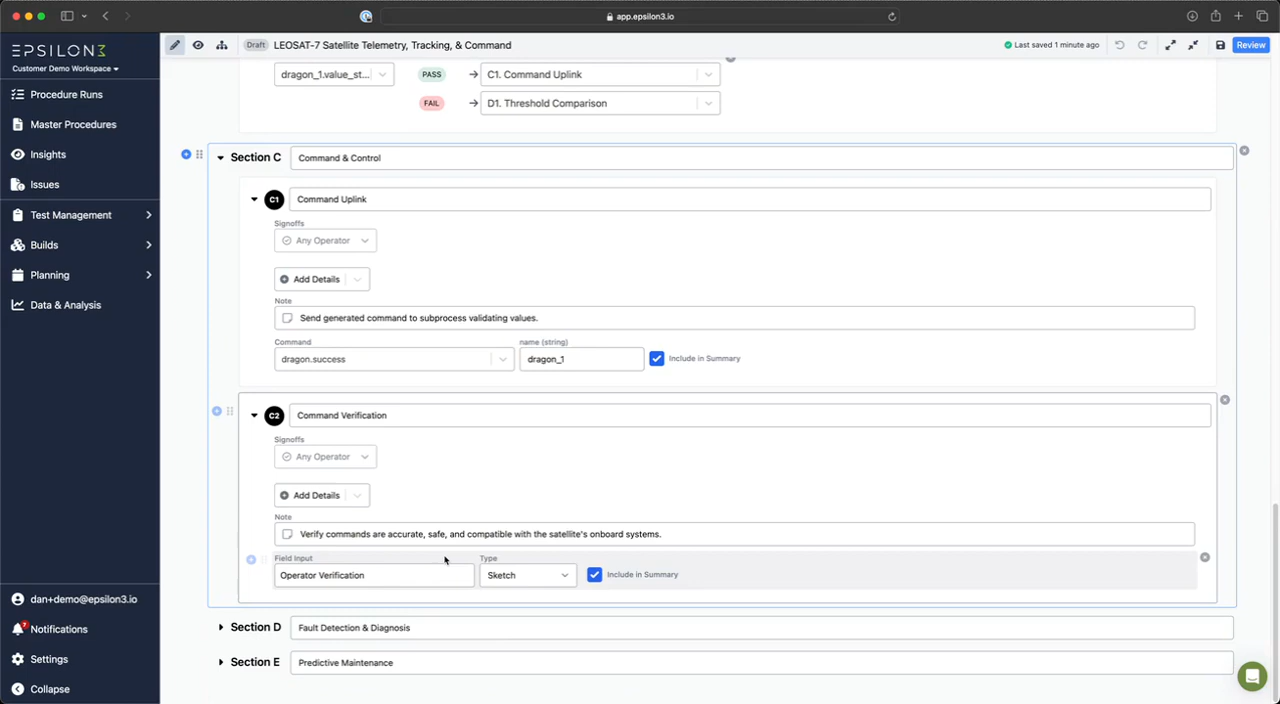 app.epsilon3.io
EPSILON3
Customer Demo Workspace
Procedure Runs
Master Procedures
Insights
Issues
Test Management
Builds
Planning
Data & Analysis
dan+demo@epsilon3.io
7
Notifications
Settings
Collapse
Draft LEOSAT-7 Satellite Telemetry, Tracking, & Command
Last saved 1 minute ago
Review
dragon_1.value_st... PASS C1. Command Uplink
FAIL D1. Threshold Comparison
Section C Command & Control
C1 Command Uplink
Signoffs
Any Operator
Add Details
Note
Send generated command to subprocess validating values.
Command name (string)
dragon.success dragon_1 Include in Summary
C2 Command Verification
Signoffs
Any Operator
Add Details
Note
Verify commands are accurate, safe, and compatible with the satellite's onboard systems.
Field Input Type
Operator Verification Sketch Include in Summary
Section D Fault Detection & Diagnosis
Section E Predictive Maintenance